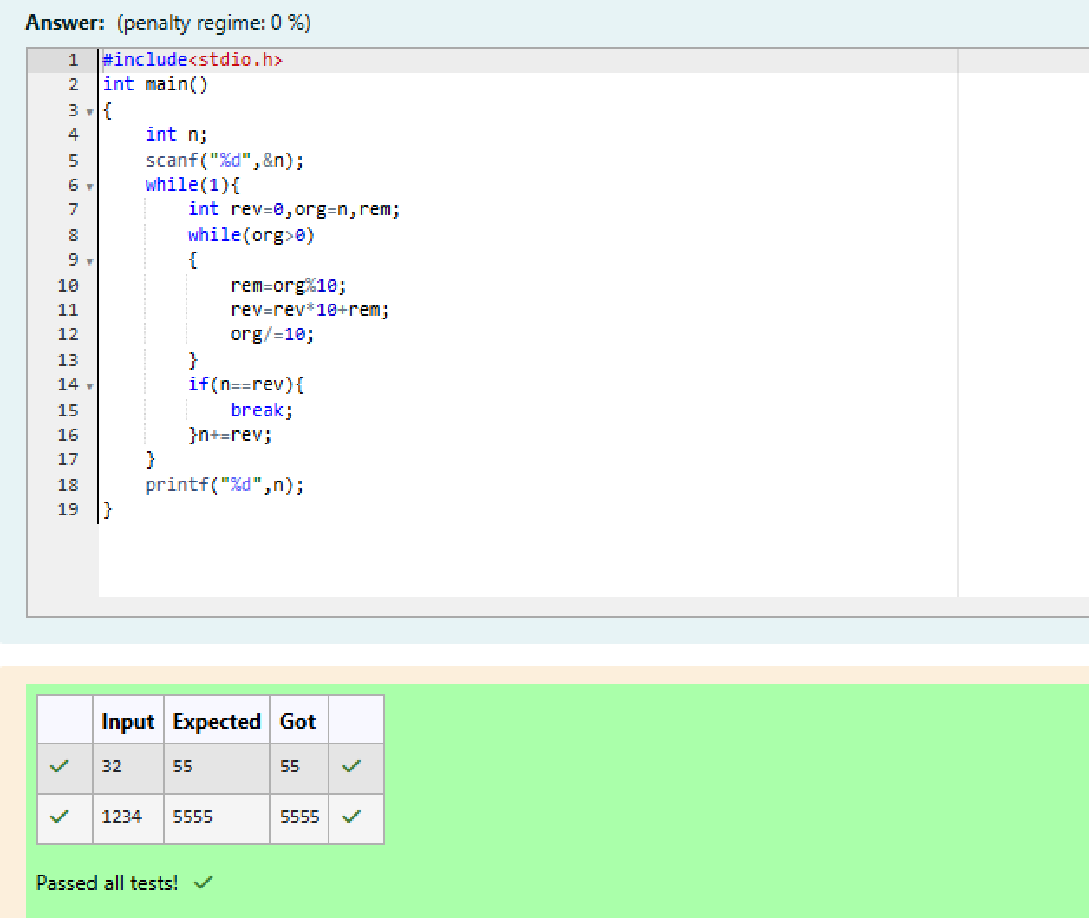 Answer: (penalty regime: 0 %)
1 #include<stdio.h>
2 int main()
3 {
4     int n;
5     scanf("%d",&n);
6     while(1){
7         int rev=0,org=n,rem;
8         while(org>0)
9         {
10             rem=org%10;
11             rev=rev*10+rem;
12             org/=10;
13         }
14         if(n==rev){
15             break;
16         }n+=rev;
17     }
18     printf("%d",n);
19 }
Input Expected Got
32 55 55
1234 5555 5555
Passed all tests!